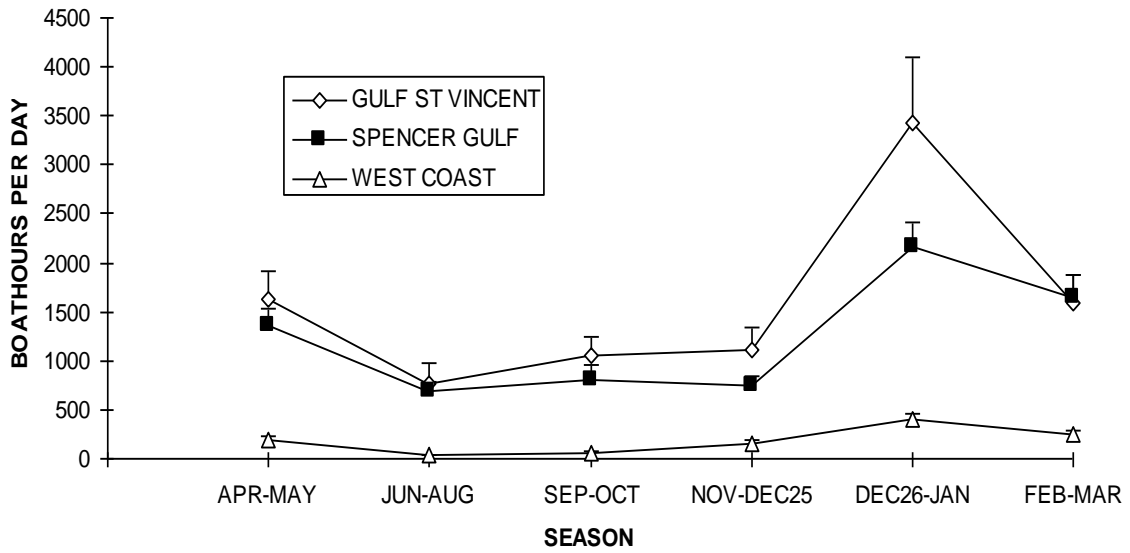 BOATHOURS PER DAY
4500
4000
3500
3000
2500
2000
1500
1000
500
0
GULF ST VINCENT
SPENCER GULF
WEST COAST
APR-MAY JUN-AUG SEP-OCT NOV-DEC25 DEC26-JAN FEB-MAR
SEASON